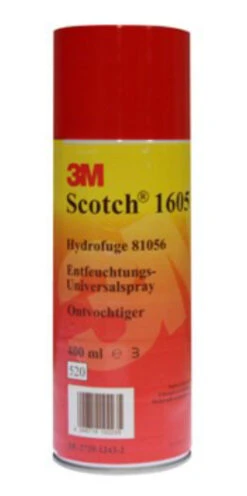 3M
Scotch® 1605
Hydrofuge 81056
Entfeuchtungs-
Universalspray
Ontvochtiger
400 ml e 3
520